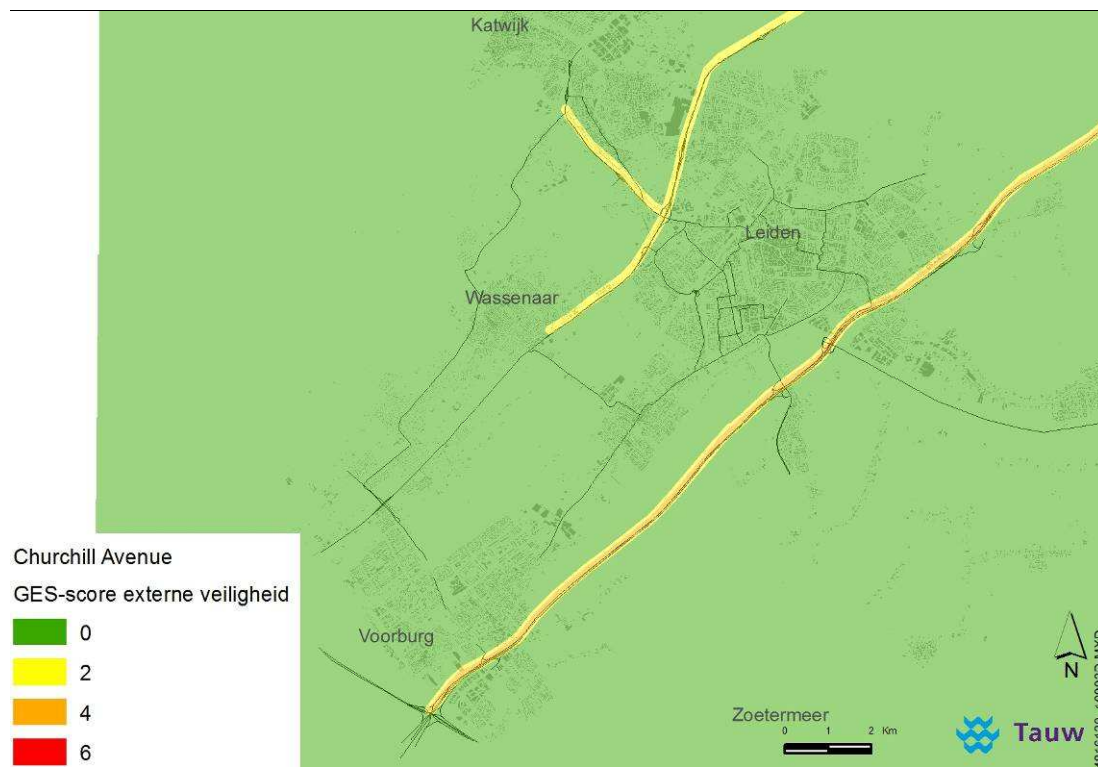 Katwijk
Leiden
Wassenaar
Churchill Avenue
GES-score externe veiligheid
0
2
4
6
Voorburg
Zoetermeer
0 1 2 Km
N
Tauw